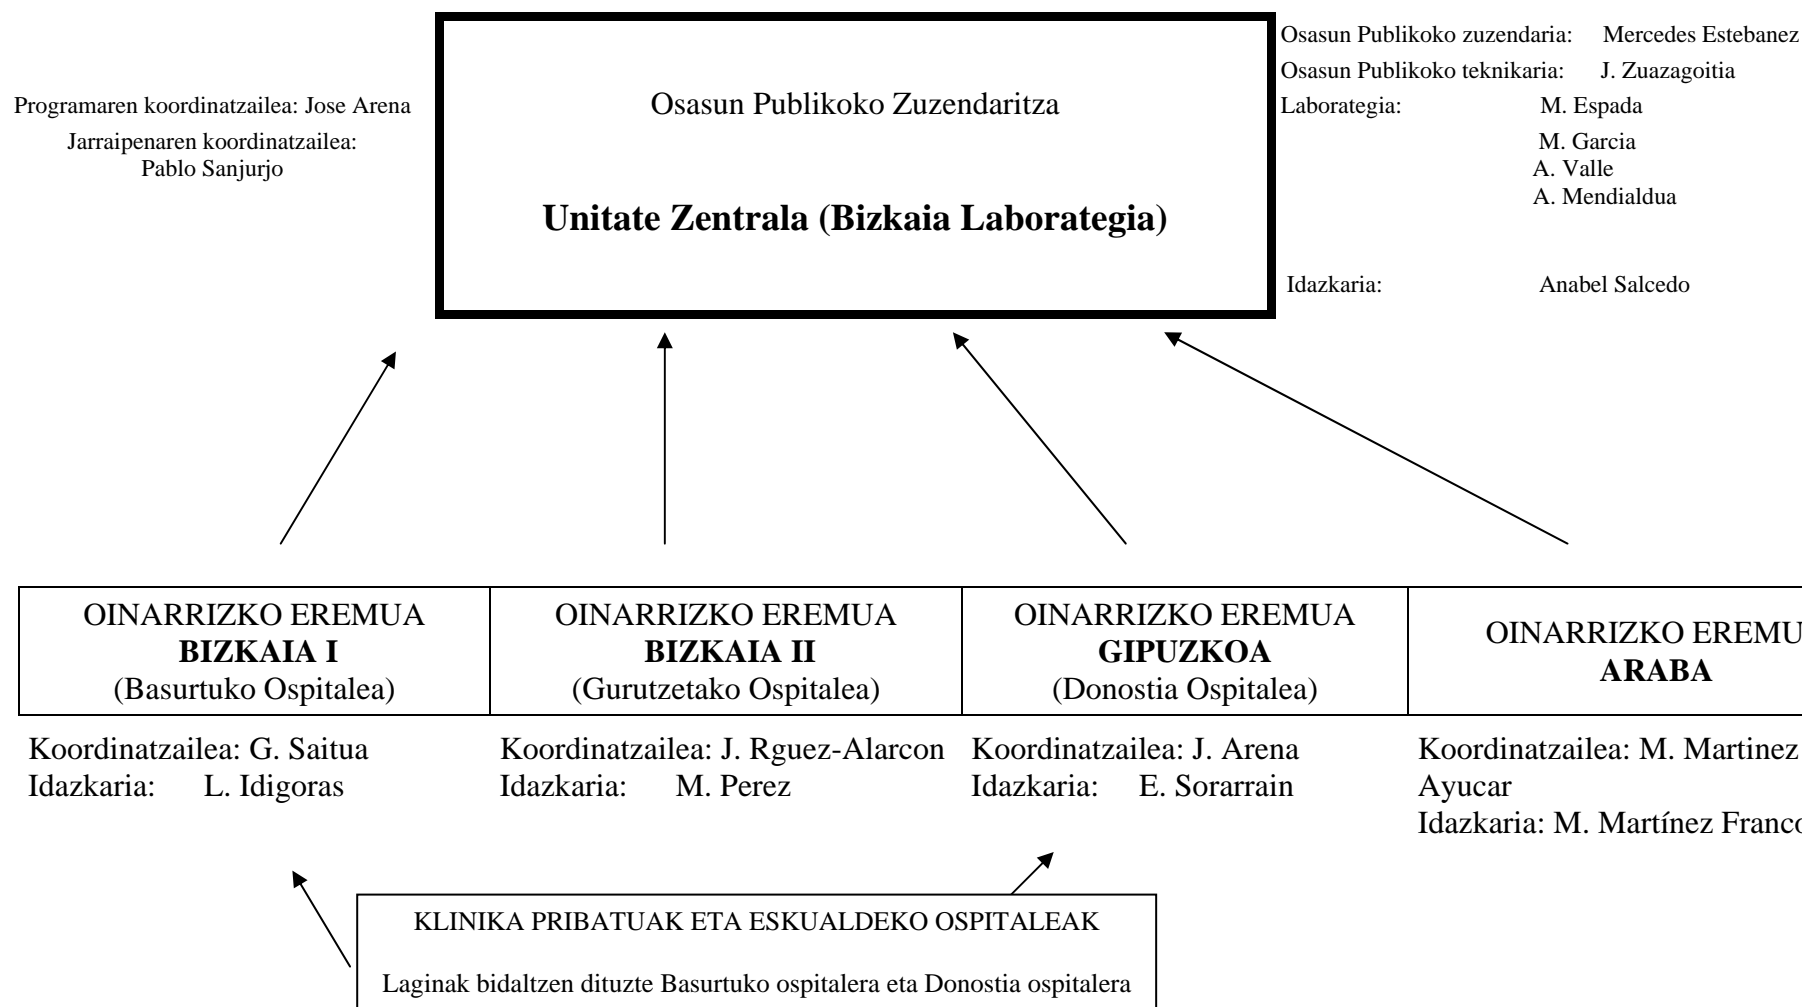 Programaren koordinatzailea: Jose Arena
Jarraipenaren koordinatzailea:
Pablo Sanjurjo
Osasun Publikoko Zuzendaritza
Unitate Zentrala (Bizkaia Laborategia)
Osasun Publikoko zuzendaria: Mercedes Estebanez
Osasun Publikoko teknikaria: J. Zuazagoitia
Laborategia: M. Espada
M. Garcia
A. Valle
A. Mendialdua
Idazkaria: Anabel Salcedo
OINARRIZKO EREMUA
BIZKAIA I
(Basurtuko Ospitalea)
Koordinatzailea: G. Saitua
Idazkaria: L. Idigoras
OINARRIZKO EREMUA
BIZKAIA II
(Gurutzetako Ospitalea)
Koordinatzailea: J. Rguez-Alarcon
Idazkaria: M. Perez
OINARRIZKO EREMUA
GIPUZKOA
(Donostia Ospitalea)
Koordinatzailea: J. Arena
Idazkaria: E. Sorarrain
OINARRIZKO
ARABA
Koordinatzailea: M. Martinez
Ayucar
Idazkaria: M. Martínez
KLINIKA PRIBATUAK ETA ESKUALDEKO OSPITALEAK
Laginak bidaltzen dituzte Basurtuko ospitalera eta Donostia ospitalera